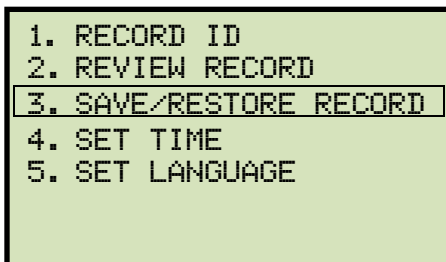 1. RECORD ID
2. REVIEW RECORD
3. SAVE/RESTORE RECORD
4. SET TIME
5. SET LANGUAGE